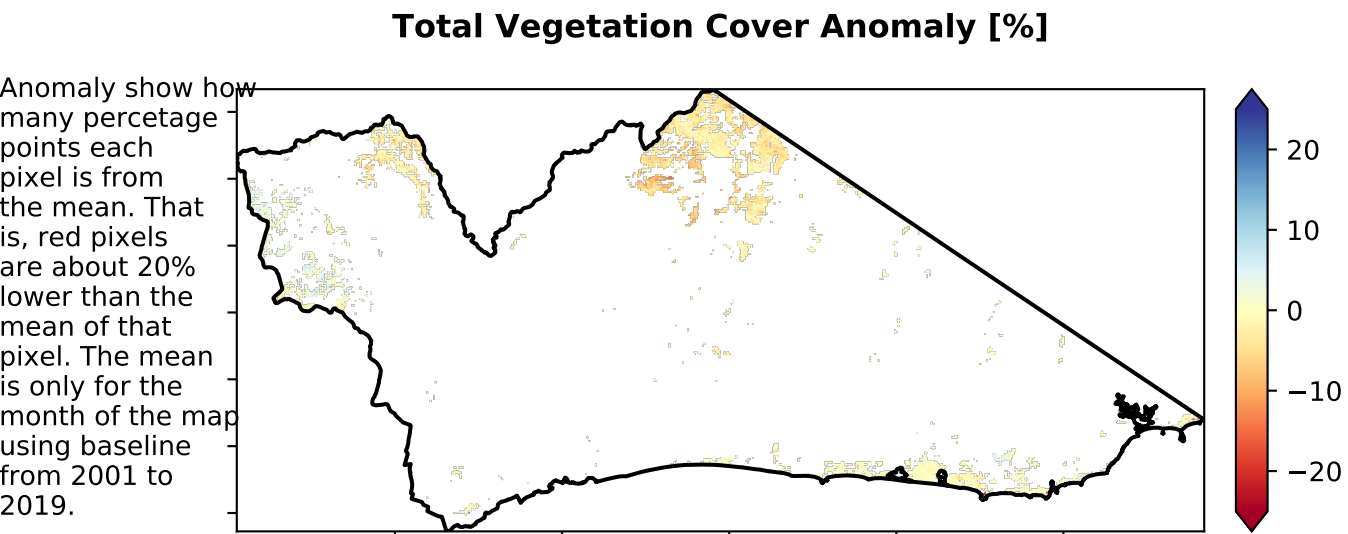 Total Vegetation Cover Anomaly [%]
Anomaly show how
many percetage
points each
pixel is from
the mean. That
is, red pixels
are about 20%
lower than the
mean of that
pixel. The mean
is only for the
month of the map
using baseline
from 2001 to
2019.
20
10
0
−10
−20